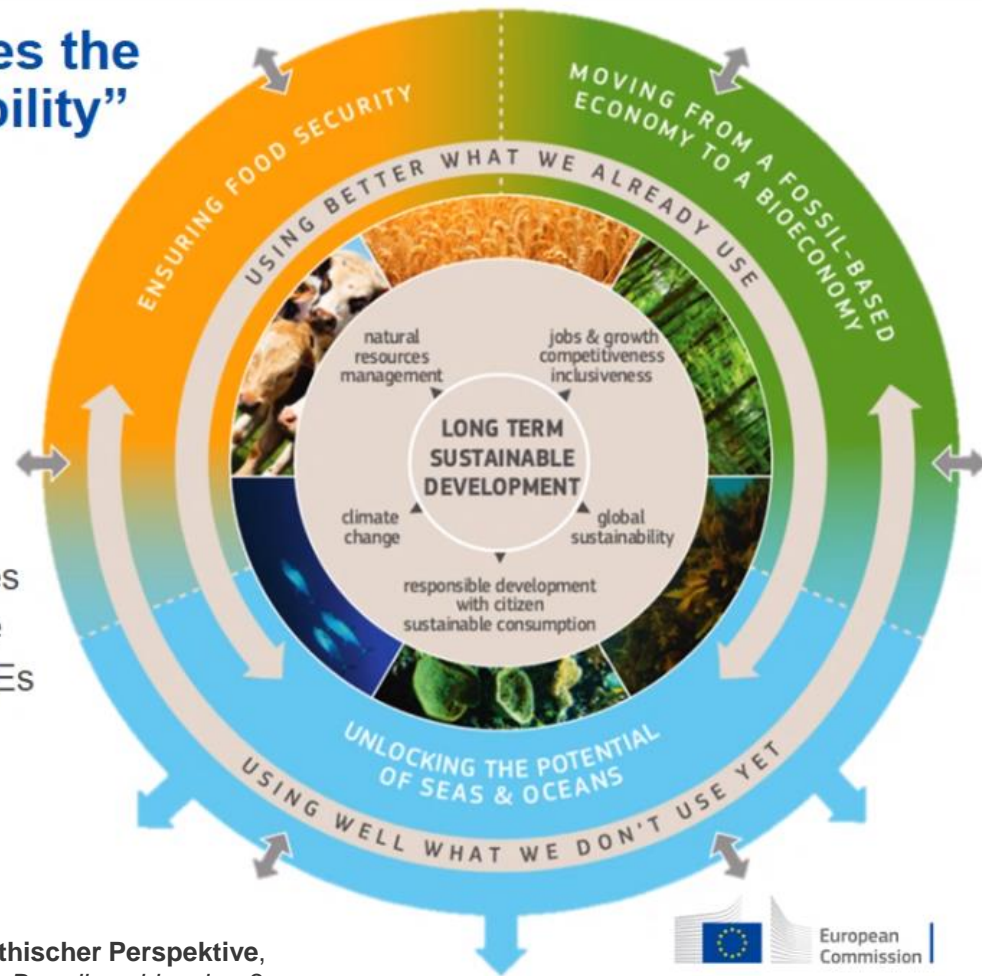 es the
bility”
ENSURING FOOD SECURITY
MOVING FROM A FOSSIL-BASED
ECONOMY TO A BIOECONOMY
USING BETTER WHAT WE ALREADY USE
natural
resources
management
jobs & growth
competitiveness
inclusiveness
LONG TERM
SUSTAINABLE
DEVELOPMENT
climate
change
global
sustainability
responsible development
with citizen
sustainable consumption
es
Es
UNLOCKING THE POTENTIAL
OF SEAS & OCEANS
USING WELL WHAT WE DON'T USE YET
European
Commission
thischer Perspektive,